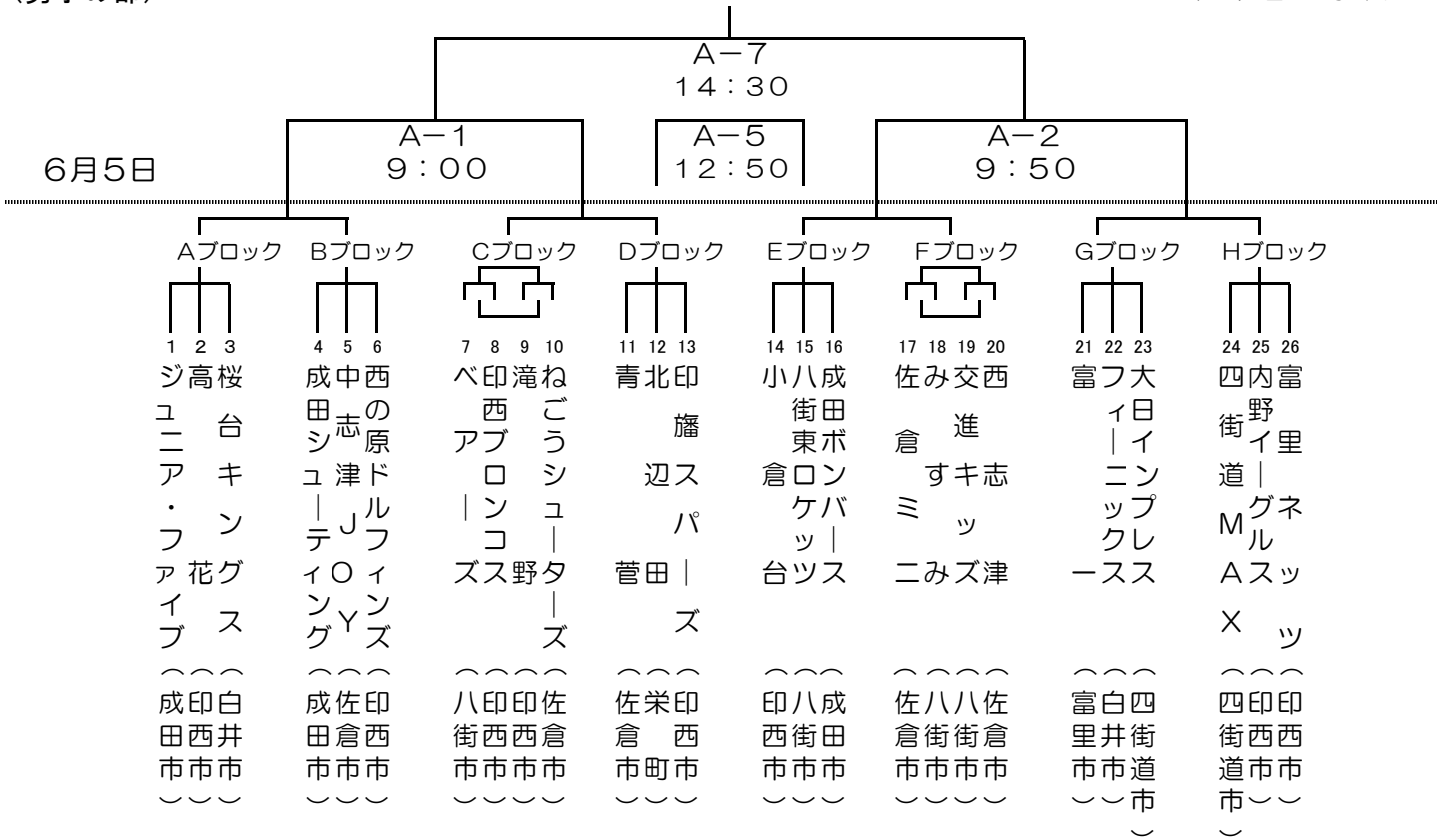 A−7
14：30
A−1
9：00
A−5
12：50
A−2
9：50
6月5日
Aブロック Bブロック Cブロック Dブロック Eブロック Fブロック Gブロック Hブロック
1 ジュニア・ファイブ（成田市）
2 高花（印西市）
3 桜台キングス（白井市）
4 成田シューティング（成田市）
5 中志津JOY（佐倉市）
6 西の原ドルフィンズ（印西市）
7 ベアーズ（八街市）
8 印西ブロンコス（印西市）
9 滝野（印西市）
10 ねごうシューターズ（佐倉市）
11 青菅（佐倉市）
12 北辺田（栄町）
13 印旛スパーズ（印西市）
14 小倉台（印西市）
15 八街東ロケッツ（八街市）
16 成田ボンバース（成田市）
17 佐倉ミニ（佐倉市）
18 みすみ（八街市）
19 交進キッズ（八街市）
20 西志津（佐倉市）
21 富一（富里市）
22 フィーニックス（白井市）
23 大日インプレス（四街道市）
24 四街道MAX（四街道市）
25 内野イーグルス（印西市）
26 富里ネッツ（印西市）